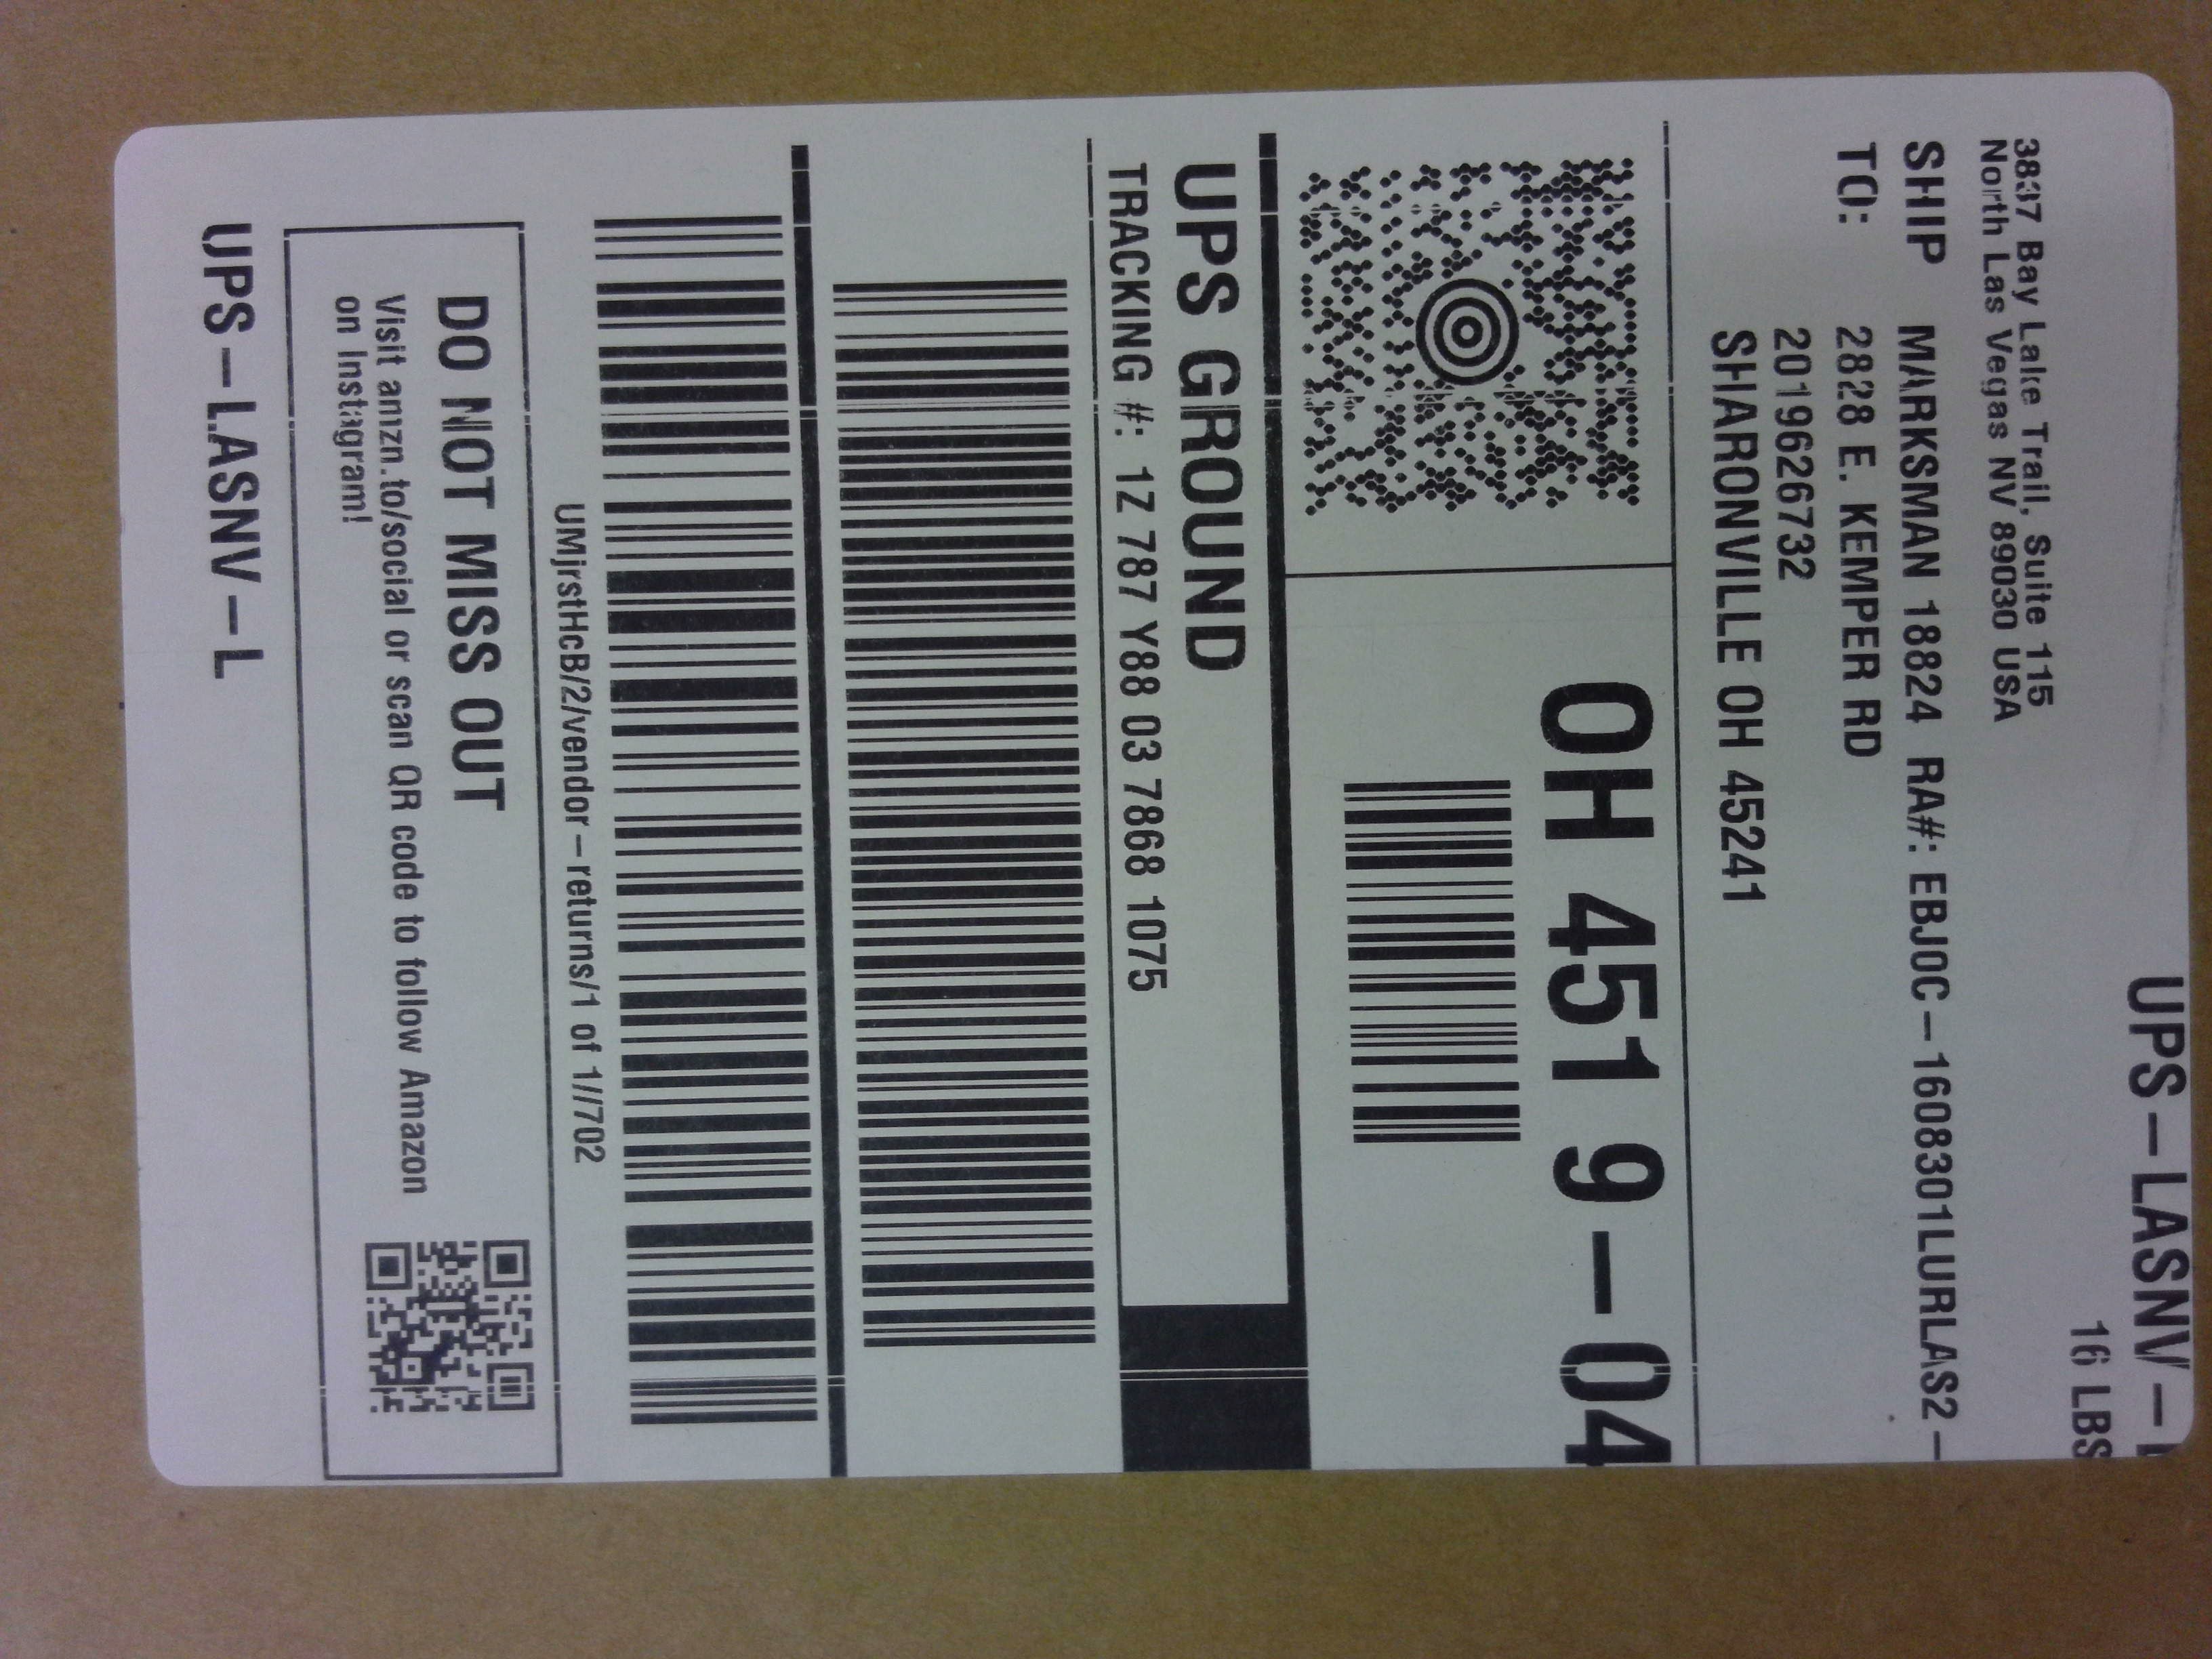 UPS-LASNV-
16 LBS
3837 Bay Lake Trail, Suite 115
North Las Vegas NV 89030 USA
SHIP MARKSMAN 18824 RA#: EBJOC-1608301LURLAS2-
TO: 2828 E. KEMPER RD
2019626732
SHARONVILLE OH 45241
OH 451 9-04
UPS GROUND
TRACKING #: 1Z 787 Y88 03 7868 1075
UMjrstHcB/2/vendor-returns/1 of 1//702
DO NOT MISS OUT
Visit amzn.to/social or scan QR code to follow Amazon
on Instagram!
UPS-LASNV-L